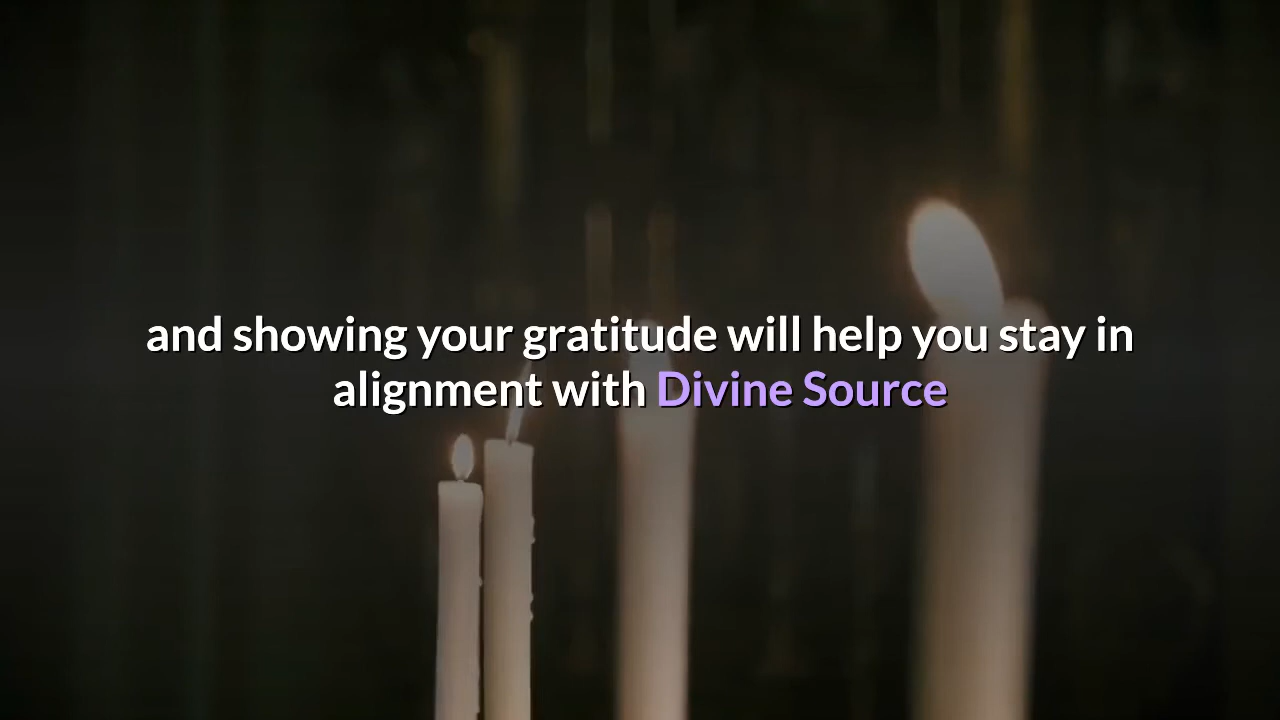 and showing your gratitude will help you stay in
alignment with Divine Source